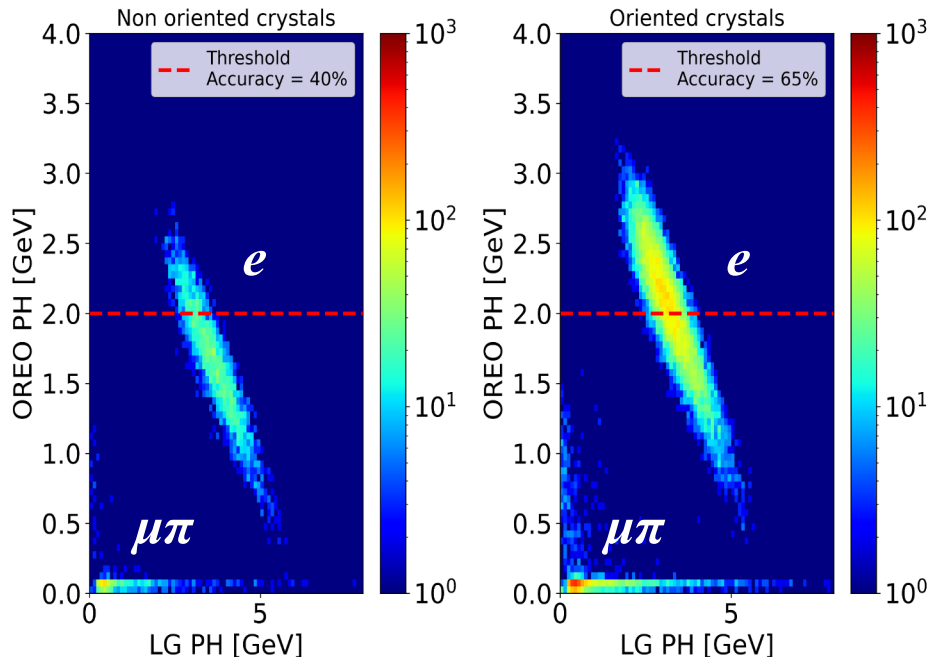 Non oriented crystals
Threshold
Accuracy = 40%
e
μπ
OREO PH [GeV]
4.0
3.5
3.0
2.5
2.0
1.5
1.0
0.5
0.0
0
5
LG PH [GeV]
10³
10²
10¹
10⁰
Oriented crystals
Threshold
Accuracy = 65%
e
μπ
OREO PH [GeV]
4.0
3.5
3.0
2.5
2.0
1.5
1.0
0.5
0.0
0
5
LG PH [GeV]
10³
10²
10¹
10⁰